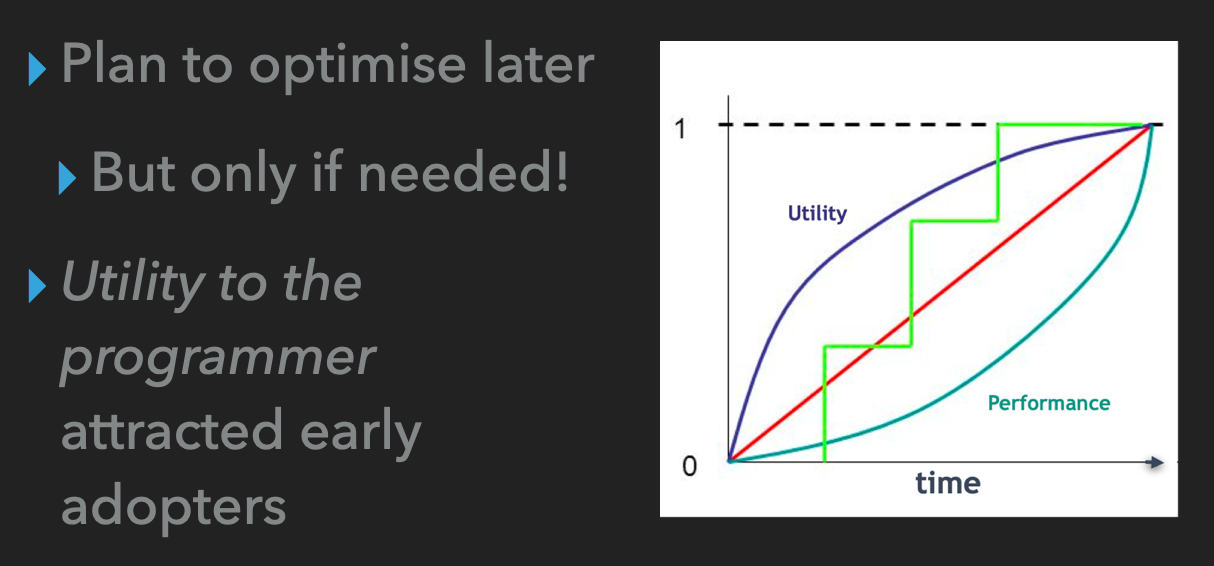 Plan to optimise later
But only if needed!
Utility to the
programmer
attracted early
adopters
1
Utility
Performance
0
time